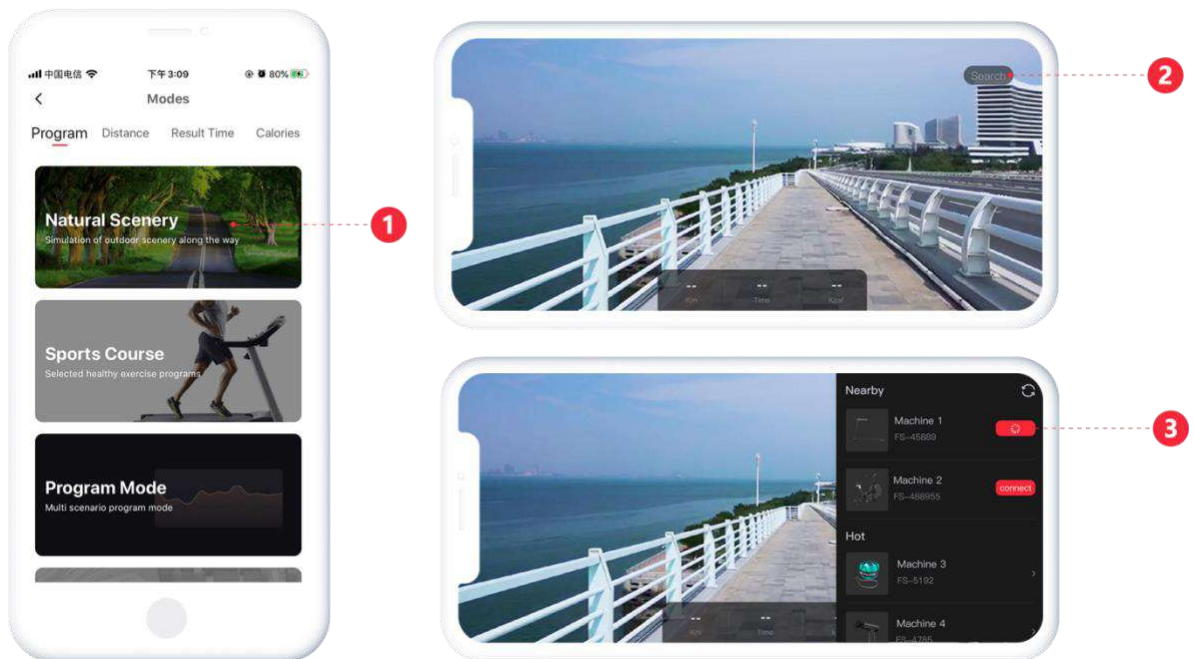 中国电信
下午 3:09
80%
Modes
Program
Distance
Result Time
Calories
Natural Scenery
Simulation of outdoor scenery along the way
1
Sports Course
Selected healthy exercise programs
Program Mode
Multi scenario program mode
Search
2
-- -- --
Km Time Kcal
Nearby
Machine 1
FS-45889
3
Machine 2
FS-488955
connect
Hot
Machine 3
FS-5192
Machine 4
FS-4785
-- --
Km Time